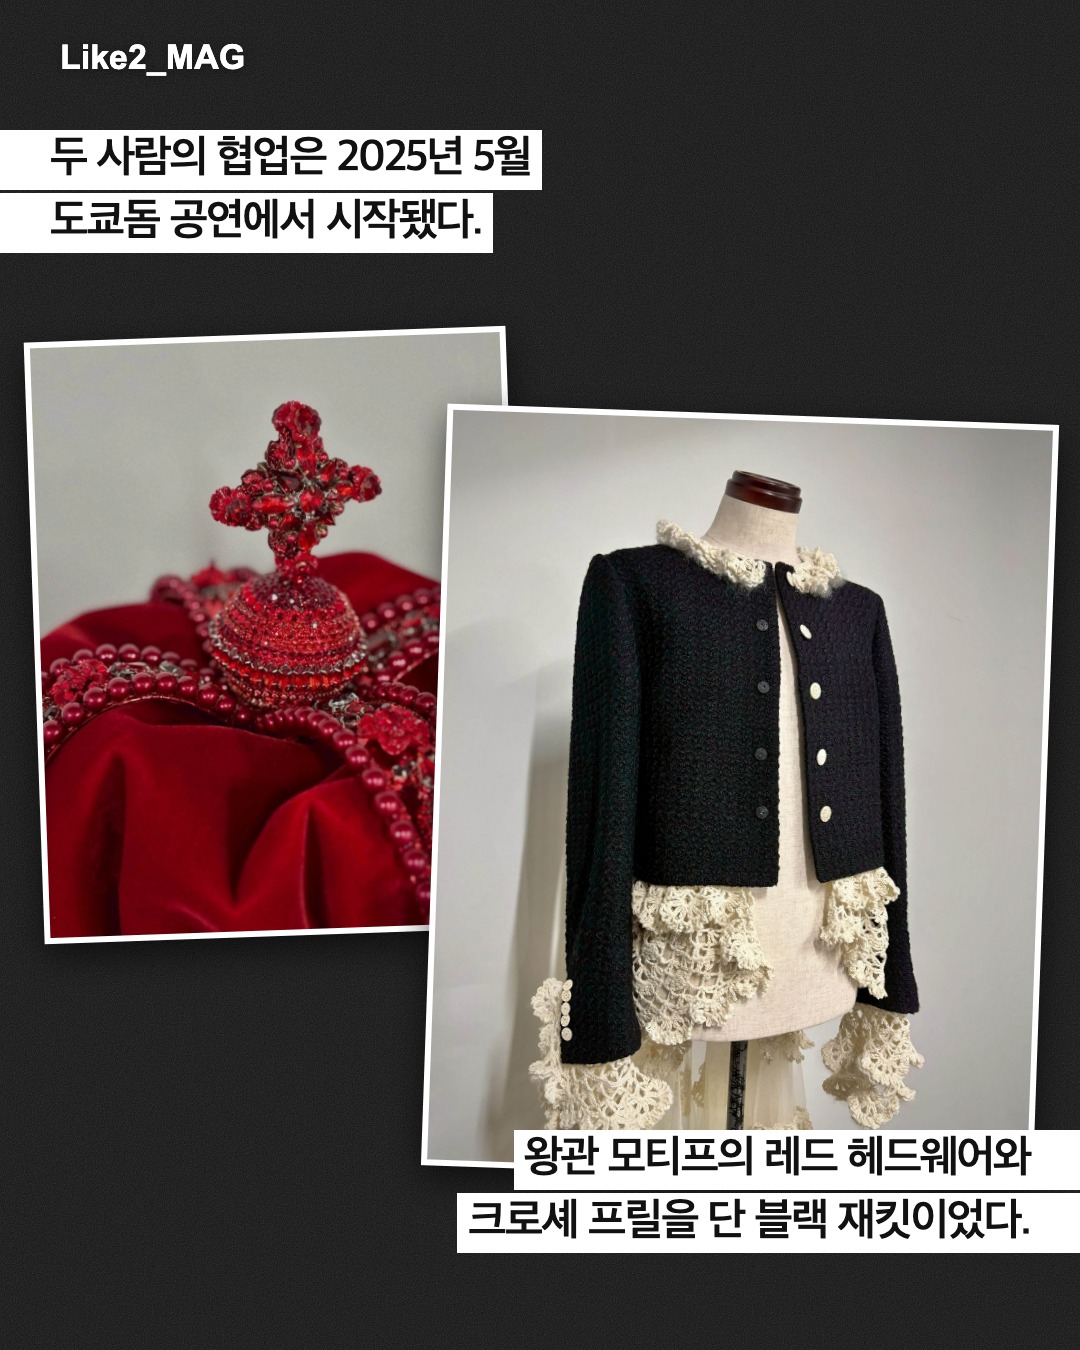 Like2_MAG
두 사람의 협업은 2025년 5월
도쿄돔 공연에서 시작됐다.
왕관 모티프의 레드 헤드웨어와
크로셰 프릴을 단 블랙 재킷이었다.